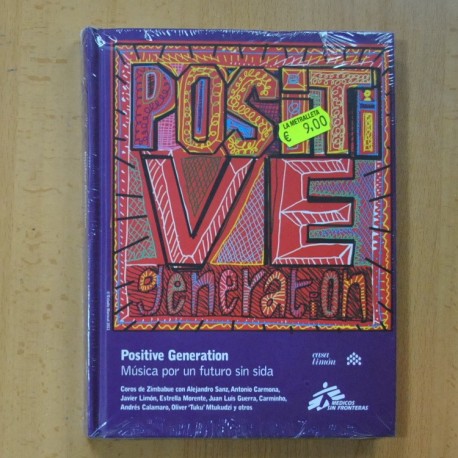 POSITI
VE
generation
LA METRALLETA
€ 9,00
Positive Generation
Música por un futuro sin sida
casa
limón
Coros de Zimbabue con Alejandro Sanz, Antonio Carmona,
Javier Limón, Estrella Morente, Juan Luis Guerra, Carminho,
Andrés Calamaro, Oliver 'Tuku' Mtukudzi y otros
MEDICOS
SIN FRONTERAS